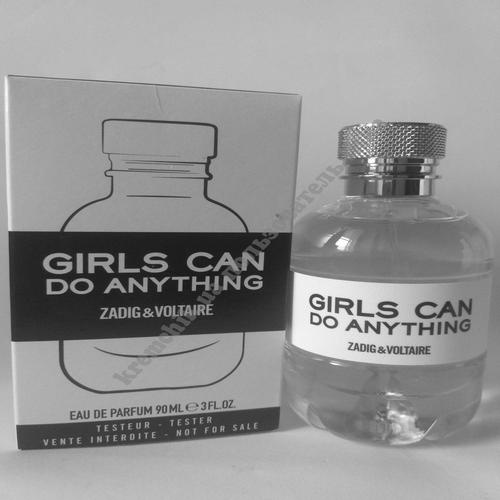 GIRLS CAN
DO ANYTHING
ZADIG&VOLTAIRE
EAU DE PARFUM 90 ML ℮ 3 FL.OZ.
TESTEUR - TESTER
VENTE INTERDITE - NOT FOR SALE
GIRLS CAN
DO ANYTHING
ZADIG&VOLTAIRE